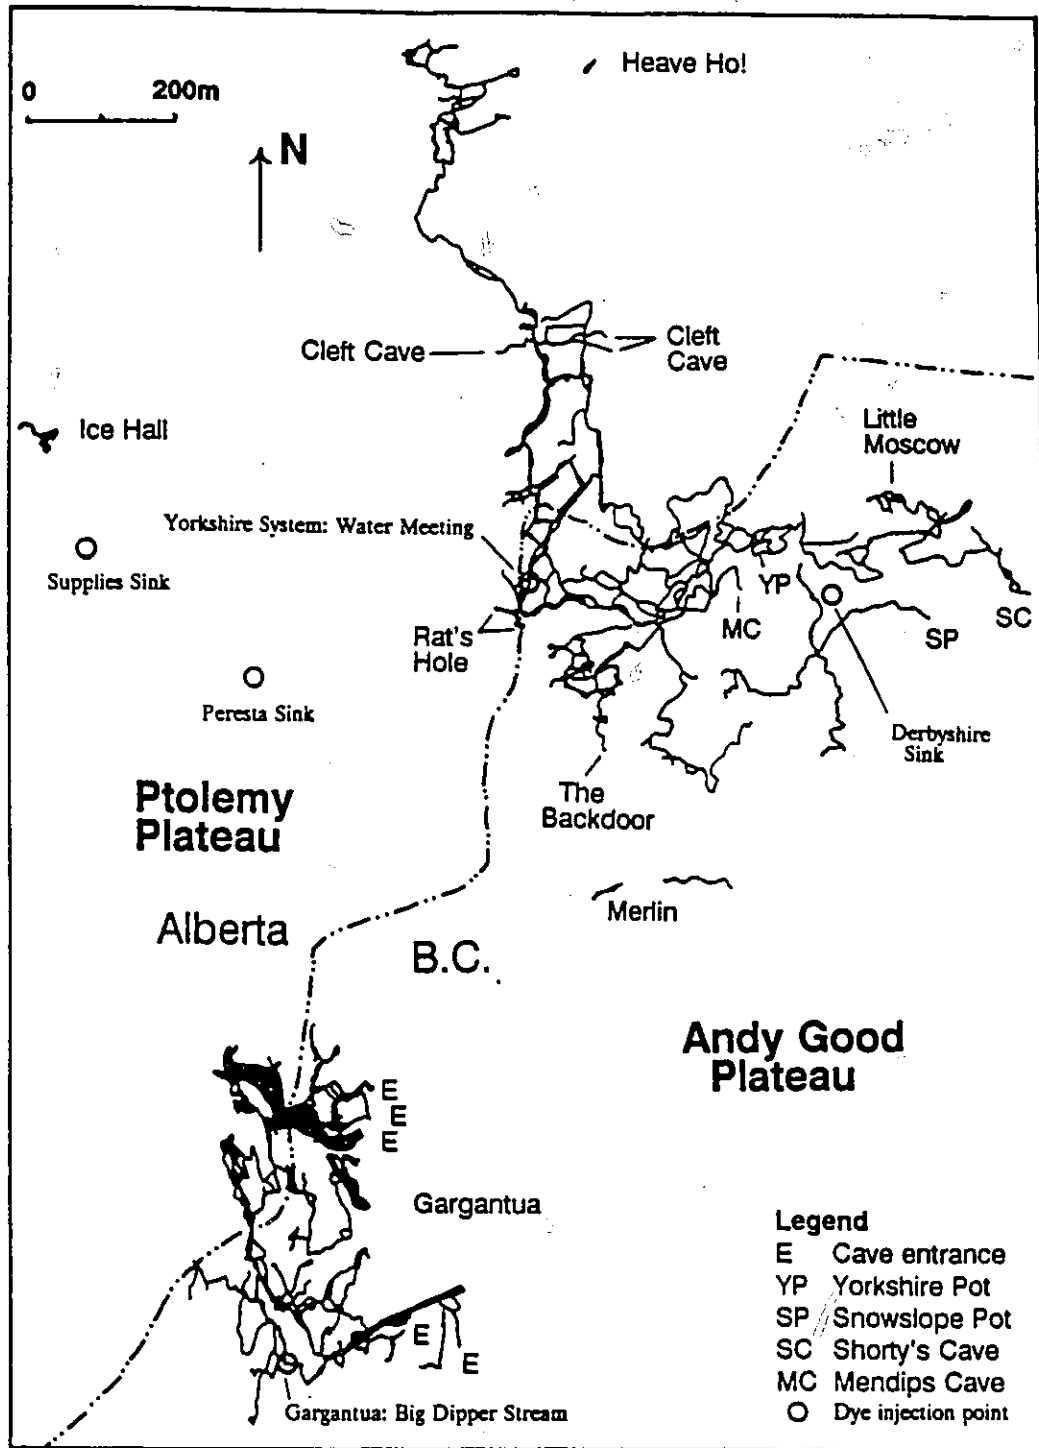 Heave Ho!
0 200m
N
Cleft Cave
Cleft
Cave
Ice Hall
Little
Moscow
Yorkshire System: Water Meeting
Supplies Sink
YP
SC
MC
SP
Rat's
Hole
Peresta Sink
Derbyshire
Sink
The
Backdoor
Ptolemy
Plateau
Merlin
Alberta
B.C.
Andy Good
Plateau
E
E
E
Gargantua
E
E
Gargantua: Big Dipper Stream
Legend
E Cave entrance
YP Yorkshire Pot
SP Snowslope Pot
SC Shorty's Cave
MC Mendips Cave
O Dye injection point